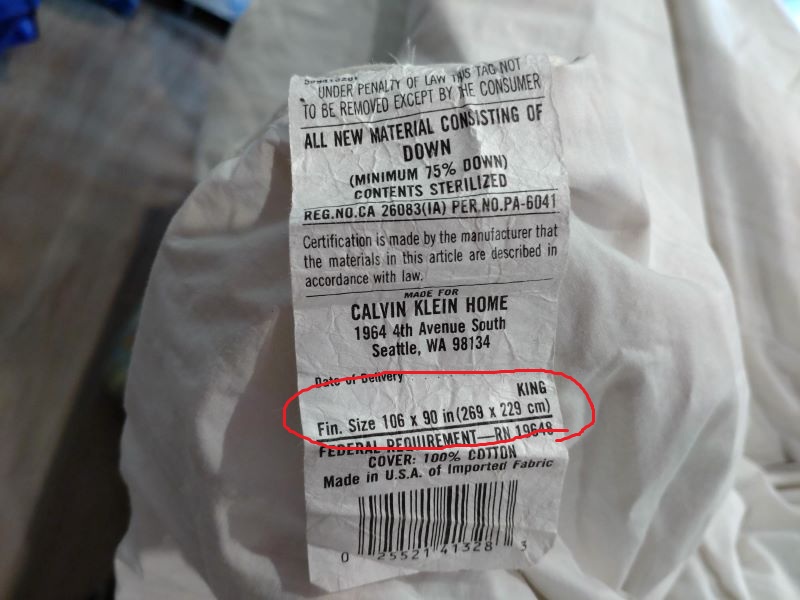 UNDER PENALTY OF LAW THIS TAG NOT
TO BE REMOVED EXCEPT BY THE CONSUMER
ALL NEW MATERIAL CONSISTING OF
DOWN
(MINIMUM 75% DOWN)
CONTENTS STERILIZED
REG.NO.CA 26083(IA) PER.NO.PA-6041
Certification is made by the manufacturer that
the materials in this article are described in
accordance with law.
MADE FOR
CALVIN KLEIN HOME
1964 4th Avenue South
Seattle, WA 98134
Date of Delivery
KING
Fin. Size 106 x 90 in (269 x 229 cm)
FEDERAL REQUIREMENT—RN 19648
COVER: 100% COTTON
Made in U.S.A. of Imported Fabric
0 25521 41328 3